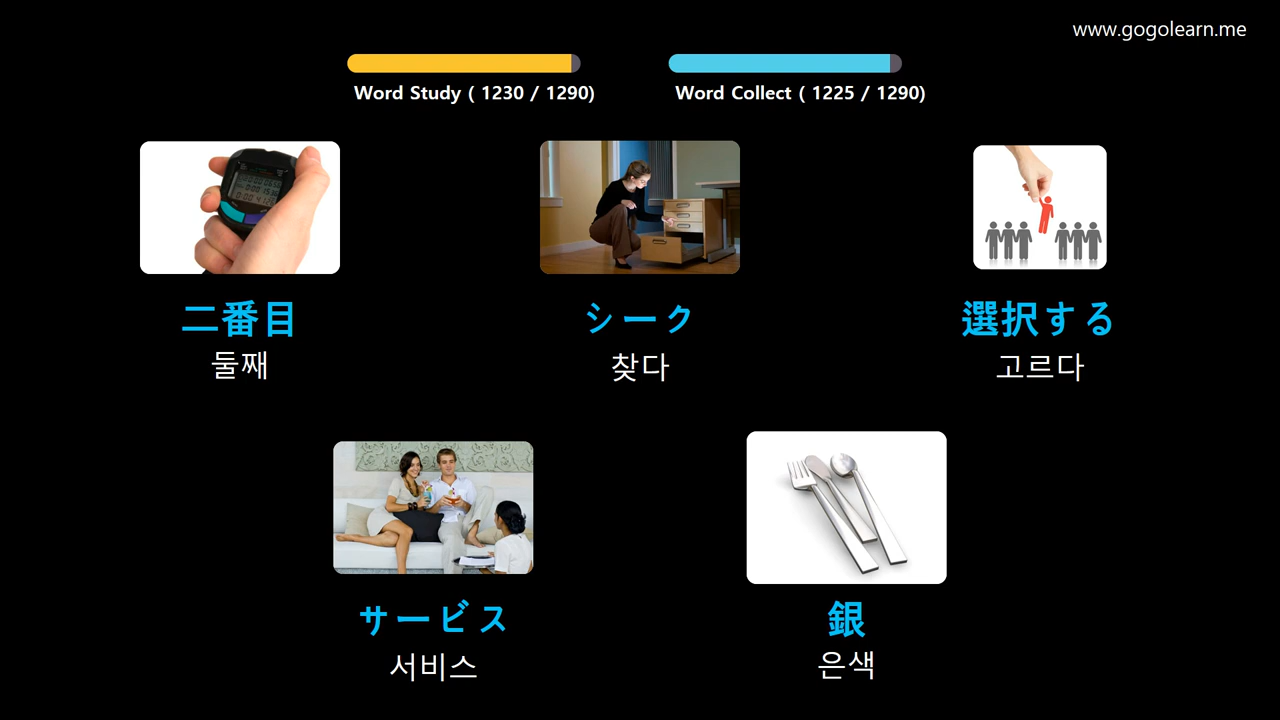 www.gogolearn.me
Word Study ( 1230 / 1290)
Word Collect ( 1225 / 1290)
二番目
둘째
シーク
찾다
選択する
고르다
サービス
서비스
銀
은색